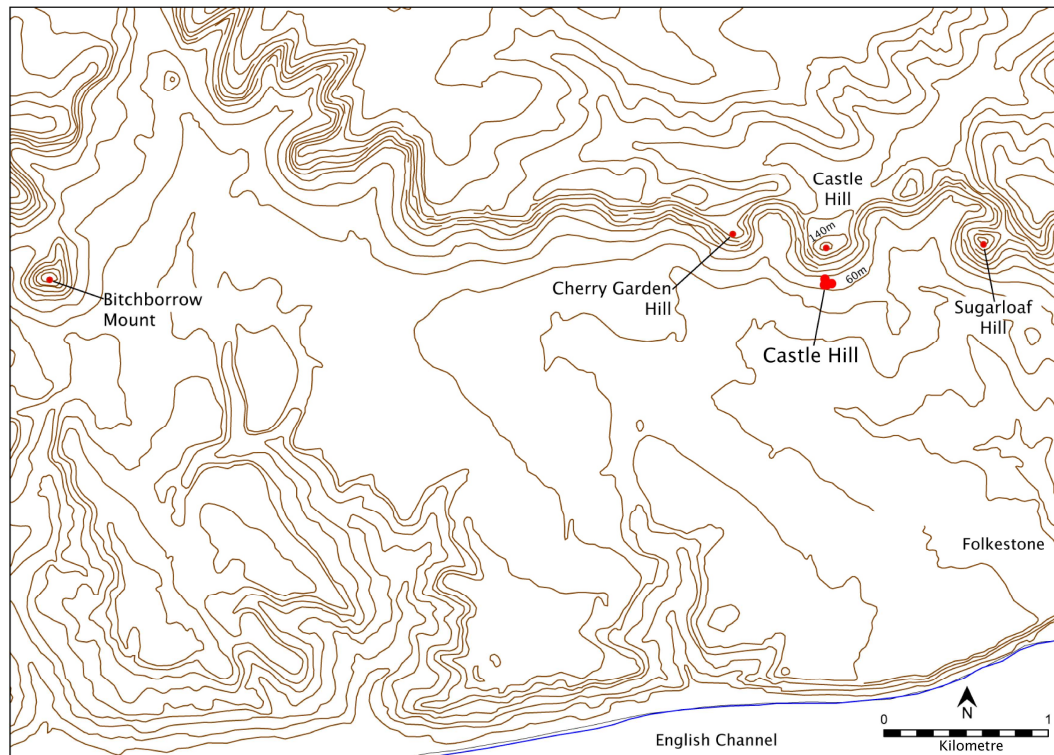 Castle
Hill
140m
60m
Cherry Garden
Hill
Bitchborrow
Mount
Sugarloaf
Hill
Castle Hill
Folkestone
N
0
1
Kilometre
English Channel